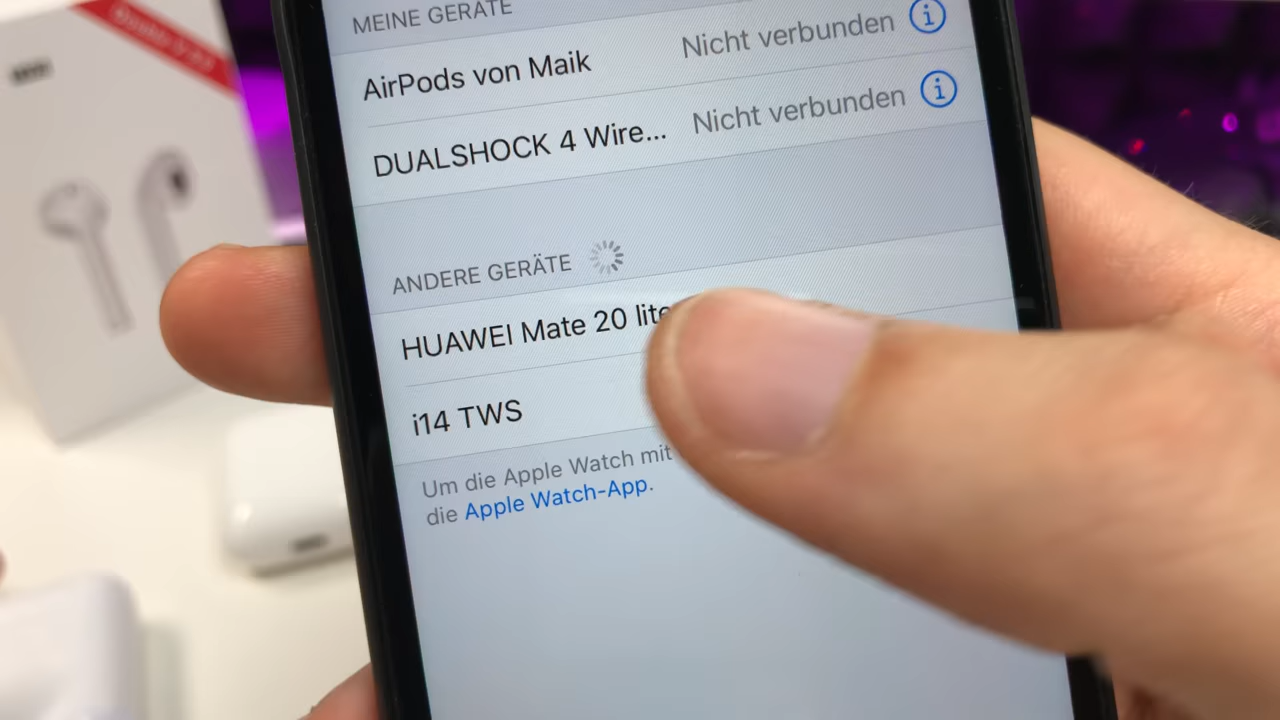 MEINE GERÄTE
AirPods von Maik Nicht verbunden
DUALSHOCK 4 Wire... Nicht verbunden
ANDERE GERÄTE
HUAWEI Mate 20 lite
i14 TWS
Um die Apple Watch mit
die Apple Watch-App.